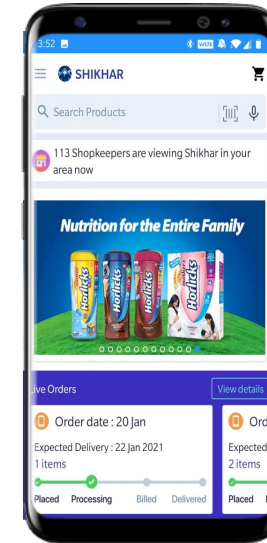 3:52
SHIKHAR
Search Products
113 Shopkeepers are viewing Shikhar in your
area now
Nutrition for the Entire Family
Horlicks
Horlicks
Horlicks
Horlicks
ive Orders
View details
Order date : 20 Jan
Expected Delivery : 22 Jan 2021
1 items
Placed Processing Billed Delivered
Ord
Expected
2 items
Placed